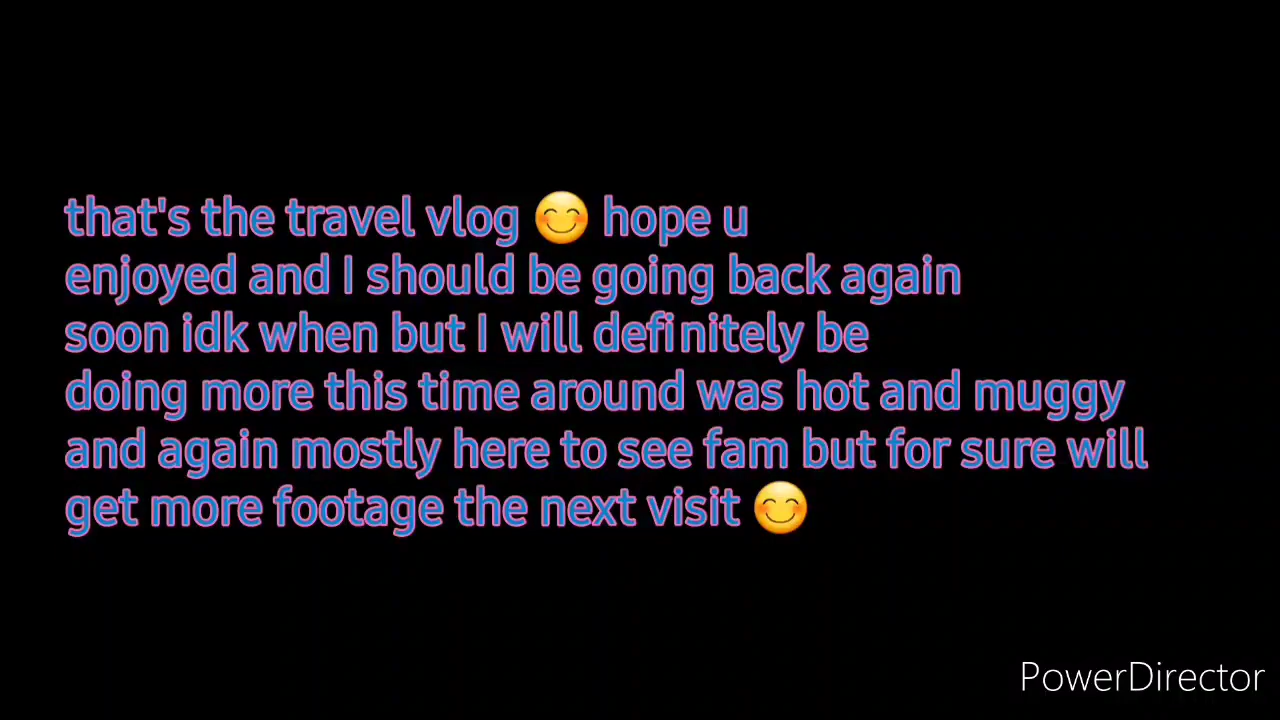 that's the travel vlog 😊 hope u
enjoyed and I should be going back again
soon idk when but I will definitely be
doing more this time around was hot and muggy
and again mostly here to see fam but for sure will
get more footage the next visit 😊
PowerDirector